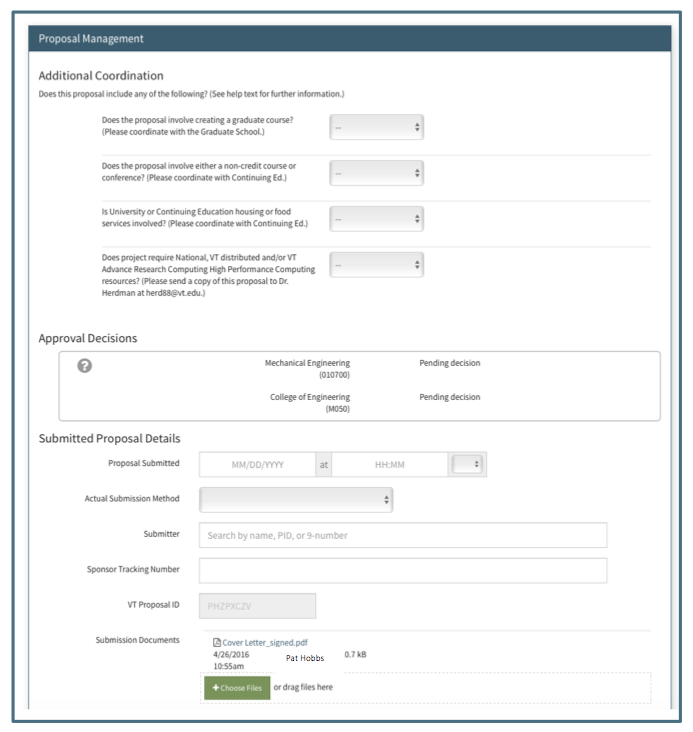 Proposal Management
Additional Coordination
Does this proposal include any of the following? (See help text for further information.)
Does the proposal involve creating a graduate course?
(Please coordinate with the Graduate School.)
--
Does the proposal involve either a non-credit course or
conference? (Please coordinate with Continuing Ed.)
--
Is University or Continuing Education housing or food
services involved? (Please coordinate with Continuing Ed.)
--
Does project require National, VT distributed and/or VT
Advance Research Computing High Performance Computing
resources? (Please send a copy of this proposal to Dr.
Herdman at herd88@vt.edu.)
--
Approval Decisions
?
Mechanical Engineering Pending decision
(010700)
College of Engineering Pending decision
(M050)
Submitted Proposal Details
Proposal Submitted MM/DD/YYYY at HH:MM
Actual Submission Method
Submitter Search by name, PID, or 9-number
Sponsor Tracking Number
VT Proposal ID PHZPXCZV
Submission Documents Cover Letter_signed.pdf
4/26/2016 Pat Hobbs 0.7 kB
10:55am
+ Choose Files or drag files here